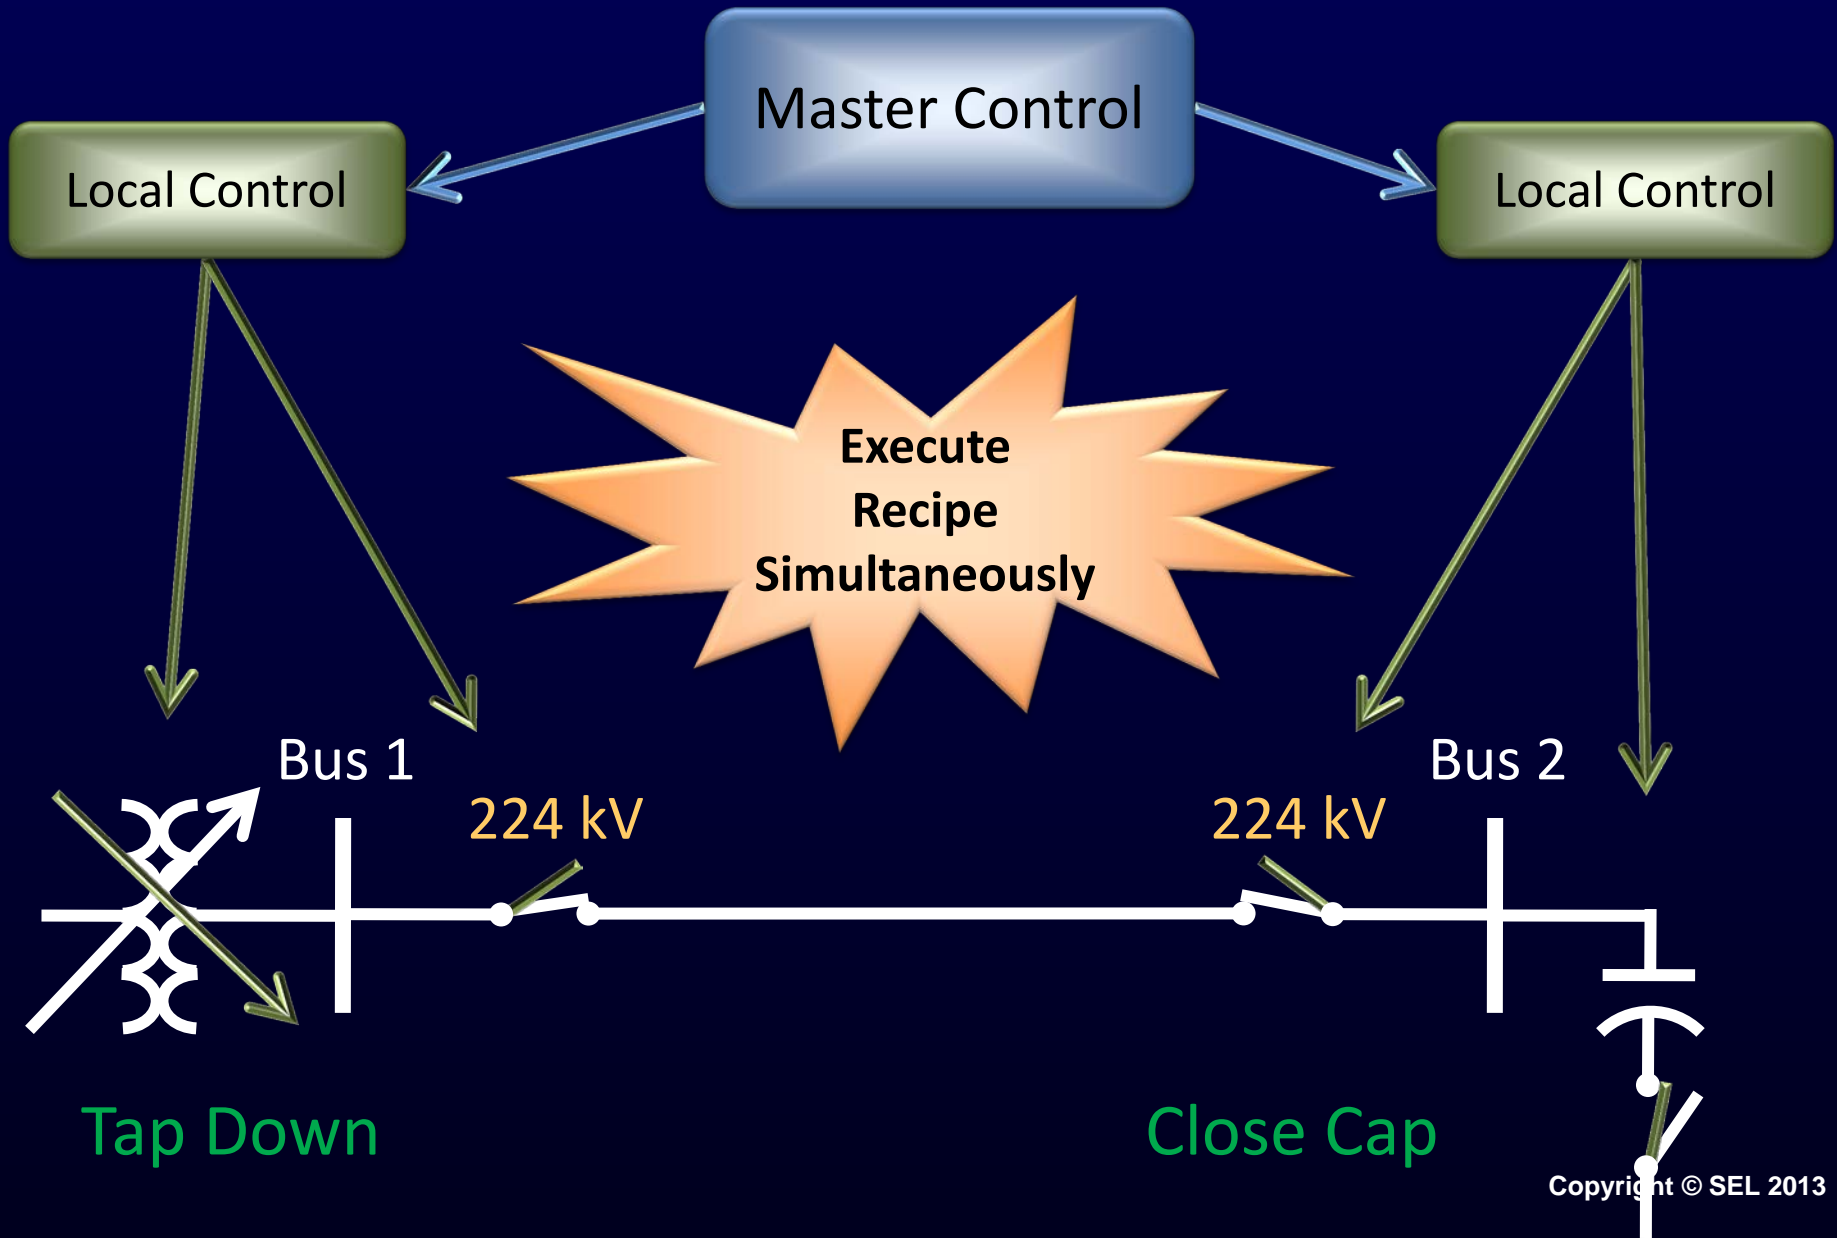 Master Control
Local Control
Local Control
Execute
Recipe
Simultaneously
Bus 1
Bus 2
224 kV
224 kV
Tap Down
Close Cap
Copyright © SEL 2013